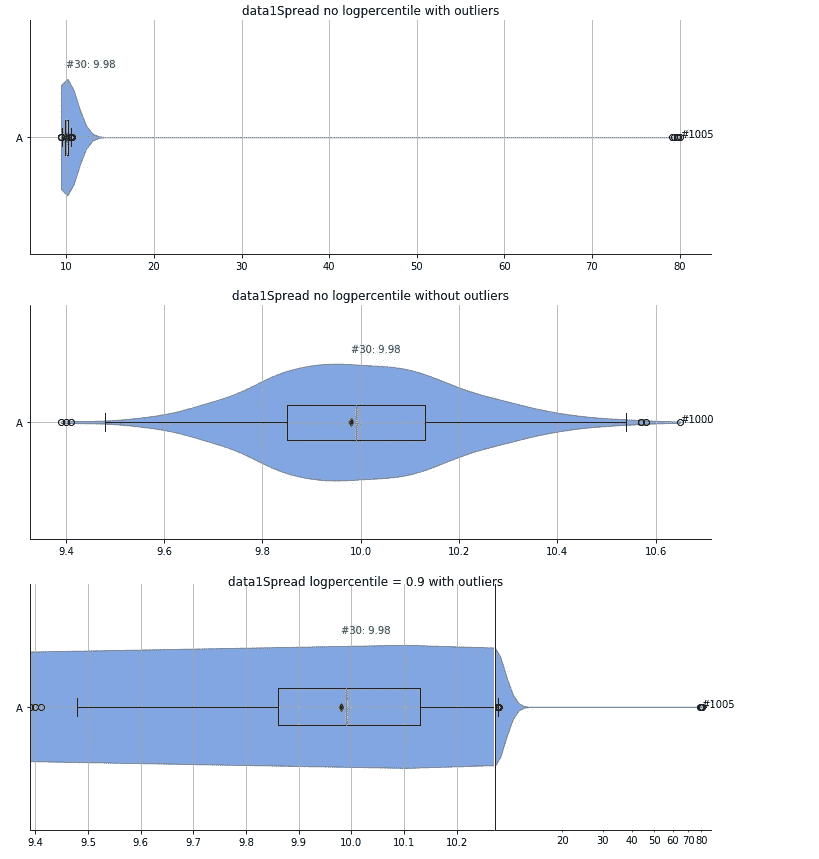 data1Spread no logpercentile with outliers
#30: 9.98
A
#1005
10 20 30 40 50 60 70 80
data1Spread no logpercentile without outliers
#30: 9.98
A
#1000
9.4 9.6 9.8 10.0 10.2 10.4 10.6
data1Spread logpercentile = 0.9 with outliers
#30: 9.98
A
#1005
9.4 9.5 9.6 9.7 9.8 9.9 10.0 10.1 10.2 20 30 40 50 60 70 80